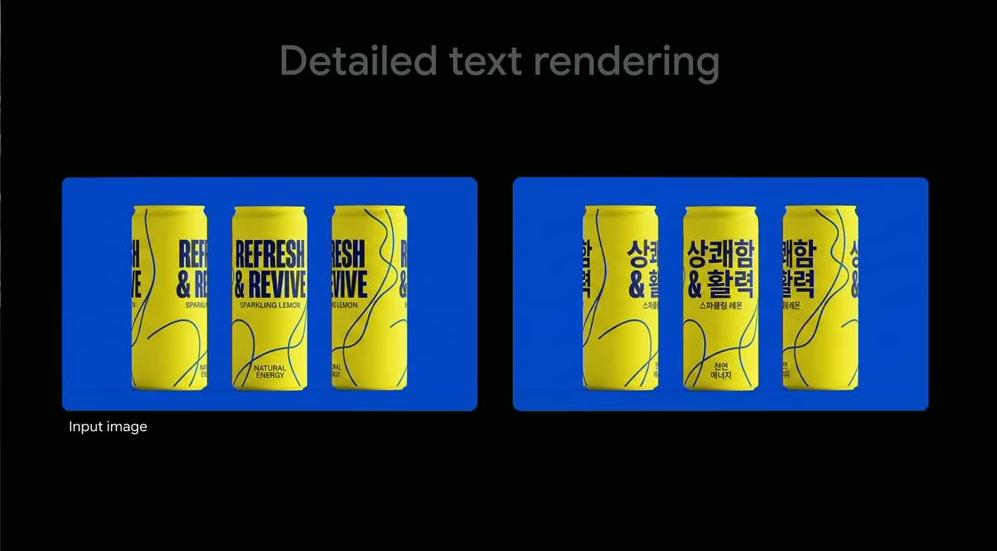 Detailed text rendering
REFRESH
& REVIVE
SPARKLING LEMON
NATURAL
ENERGY
상쾌함
& 활력
스파클링 레몬
천연
에너지
Input image